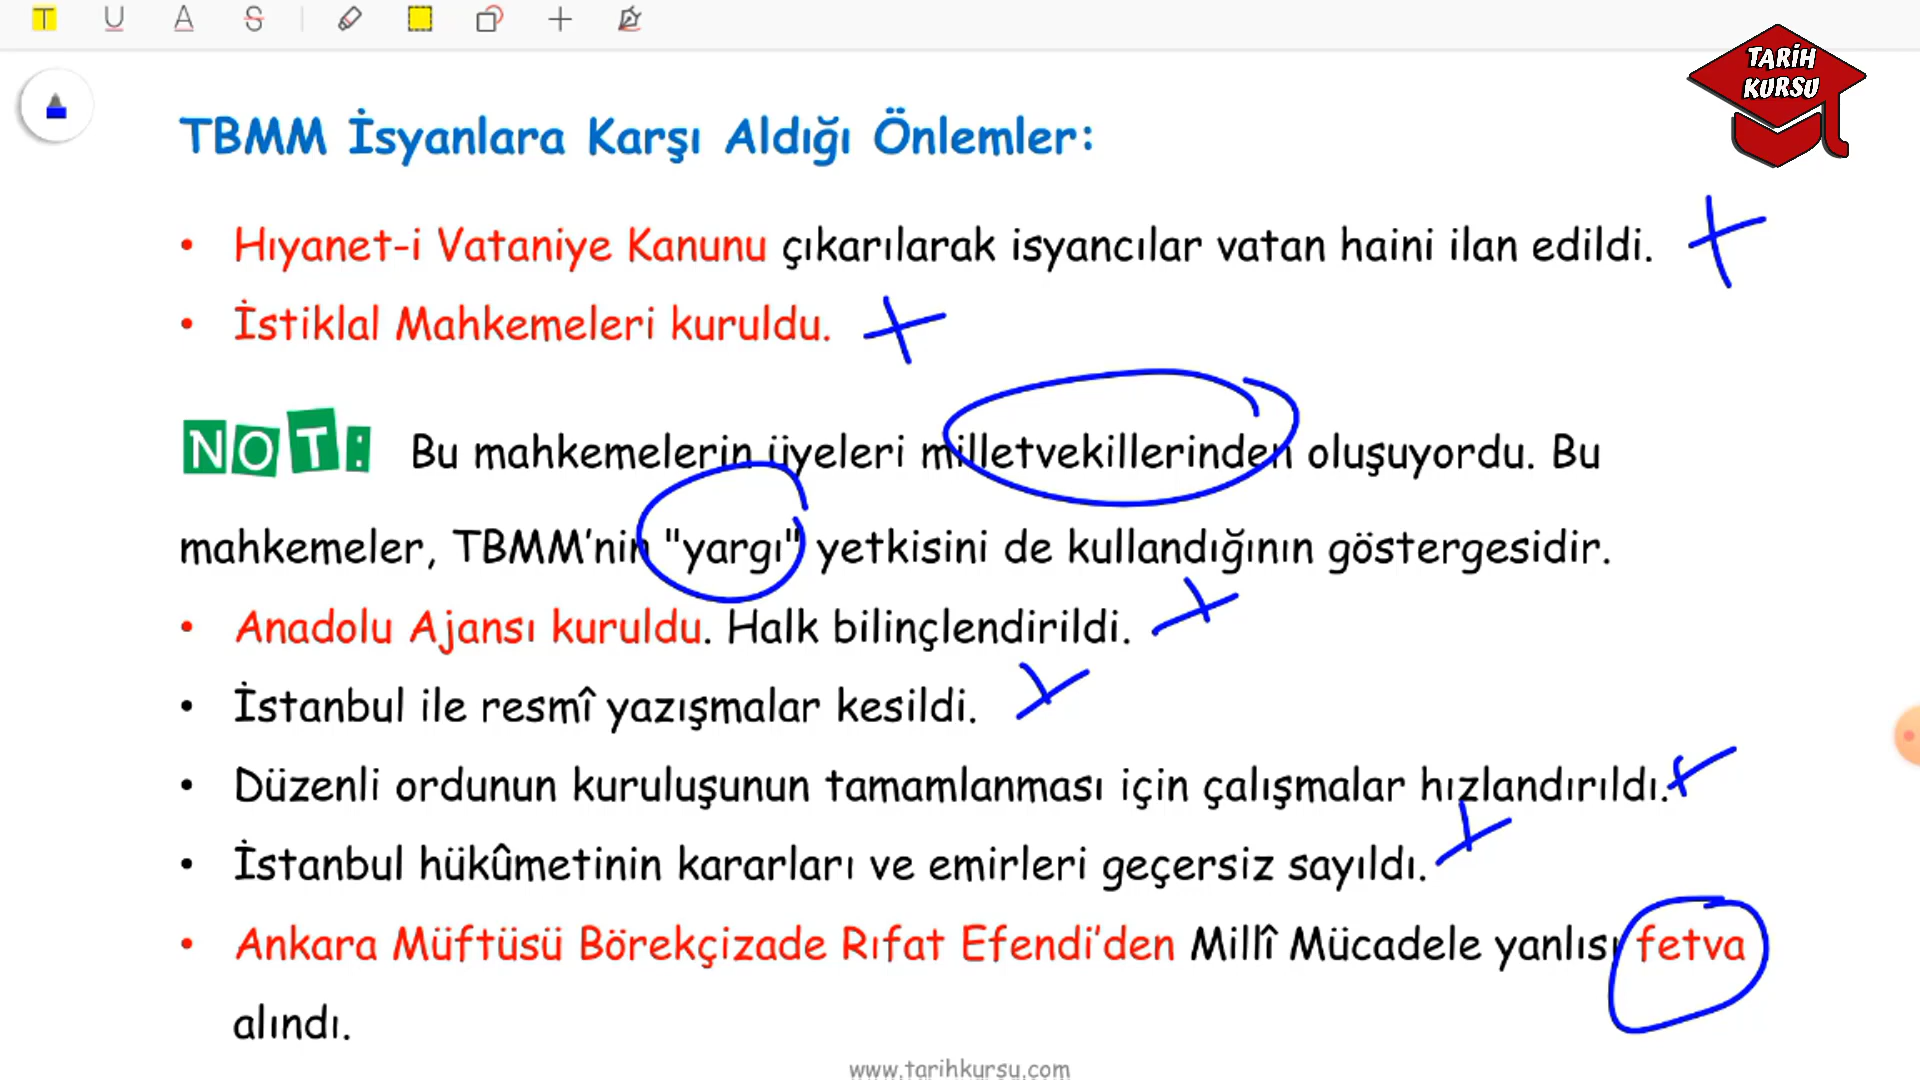 TARİH
KURSU
TBMM İsyanlara Karşı Aldığı Önlemler:
• Hıyanet-i Vataniye Kanunu çıkarılarak isyancılar vatan haini ilan edildi.
• İstiklal Mahkemeleri kuruldu.
NOT: Bu mahkemelerin üyeleri milletvekillerinden oluşuyordu. Bu
mahkemeler, TBMM’nin "yargı" yetkisini de kullandığının göstergesidir.
• Anadolu Ajansı kuruldu. Halk bilinçlendirildi.
• İstanbul ile resmî yazışmalar kesildi.
• Düzenli ordunun kuruluşunun tamamlanması için çalışmalar hızlandırıldı.
• İstanbul hükûmetinin kararları ve emirleri geçersiz sayıldı.
• Ankara Müftüsü Börekçizade Rıfat Efendi’den Millî Mücadele yanlısı fetva
alındı.
www.tarihkursu.com